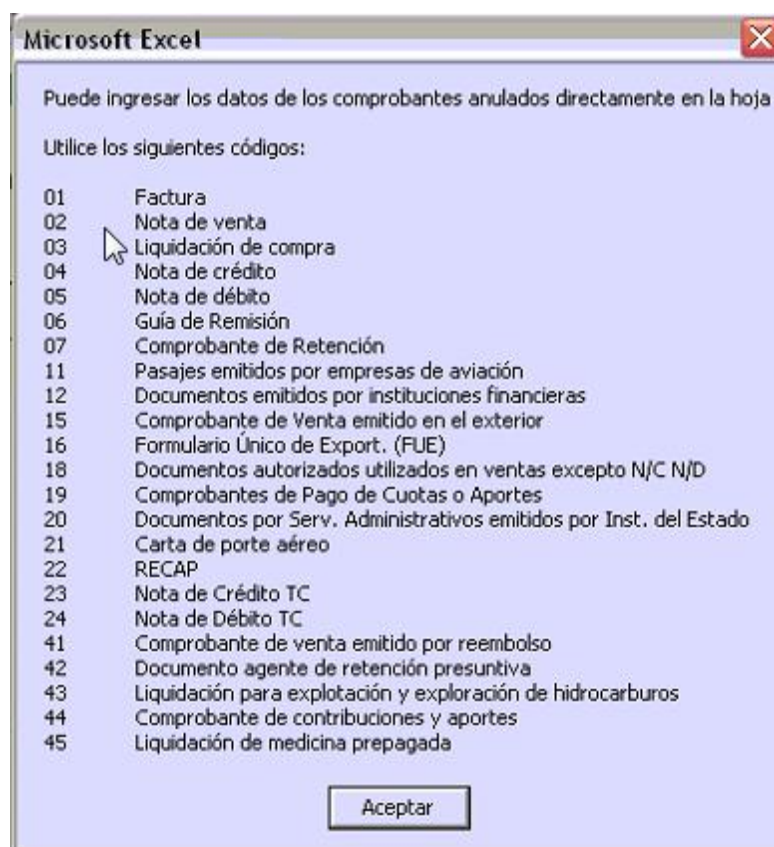 Microsoft Excel
Puede ingresar los datos de los comprobantes anulados directamente en la hoja
Utilice los siguientes códigos:
01 Factura
02 Nota de venta
03 Liquidación de compra
04 Nota de crédito
05 Nota de débito
06 Guía de Remisión
07 Comprobante de Retención
11 Pasajes emitidos por empresas de aviación
12 Documentos emitidos por instituciones financieras
15 Comprobante de Venta emitido en el exterior
16 Formulario Único de Export. (FUE)
18 Documentos autorizados utilizados en ventas excepto N/C N/D
19 Comprobantes de Pago de Cuotas o Aportes
20 Documentos por Serv. Administrativos emitidos por Inst. del Estado
21 Carta de porte aéreo
22 RECAP
23 Nota de Crédito TC
24 Nota de Débito TC
41 Comprobante de venta emitido por reembolso
42 Documento agente de retención presuntiva
43 Liquidación para explotación y exploración de hidrocarburos
44 Comprobante de contribuciones y aportes
45 Liquidación de medicina prepagada
Aceptar